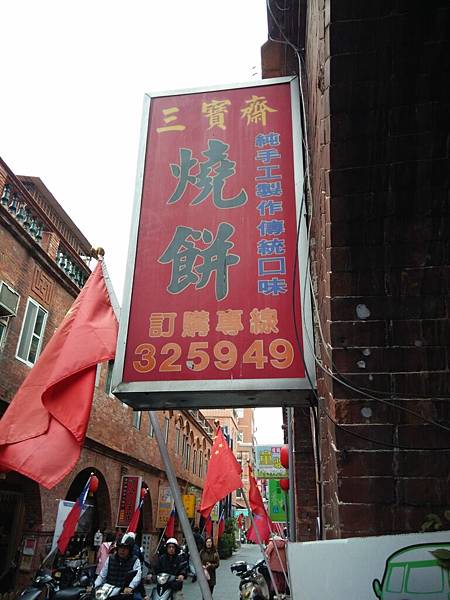 三寶齋
燒餅
純手工製作傳統口味
訂購專線
325949